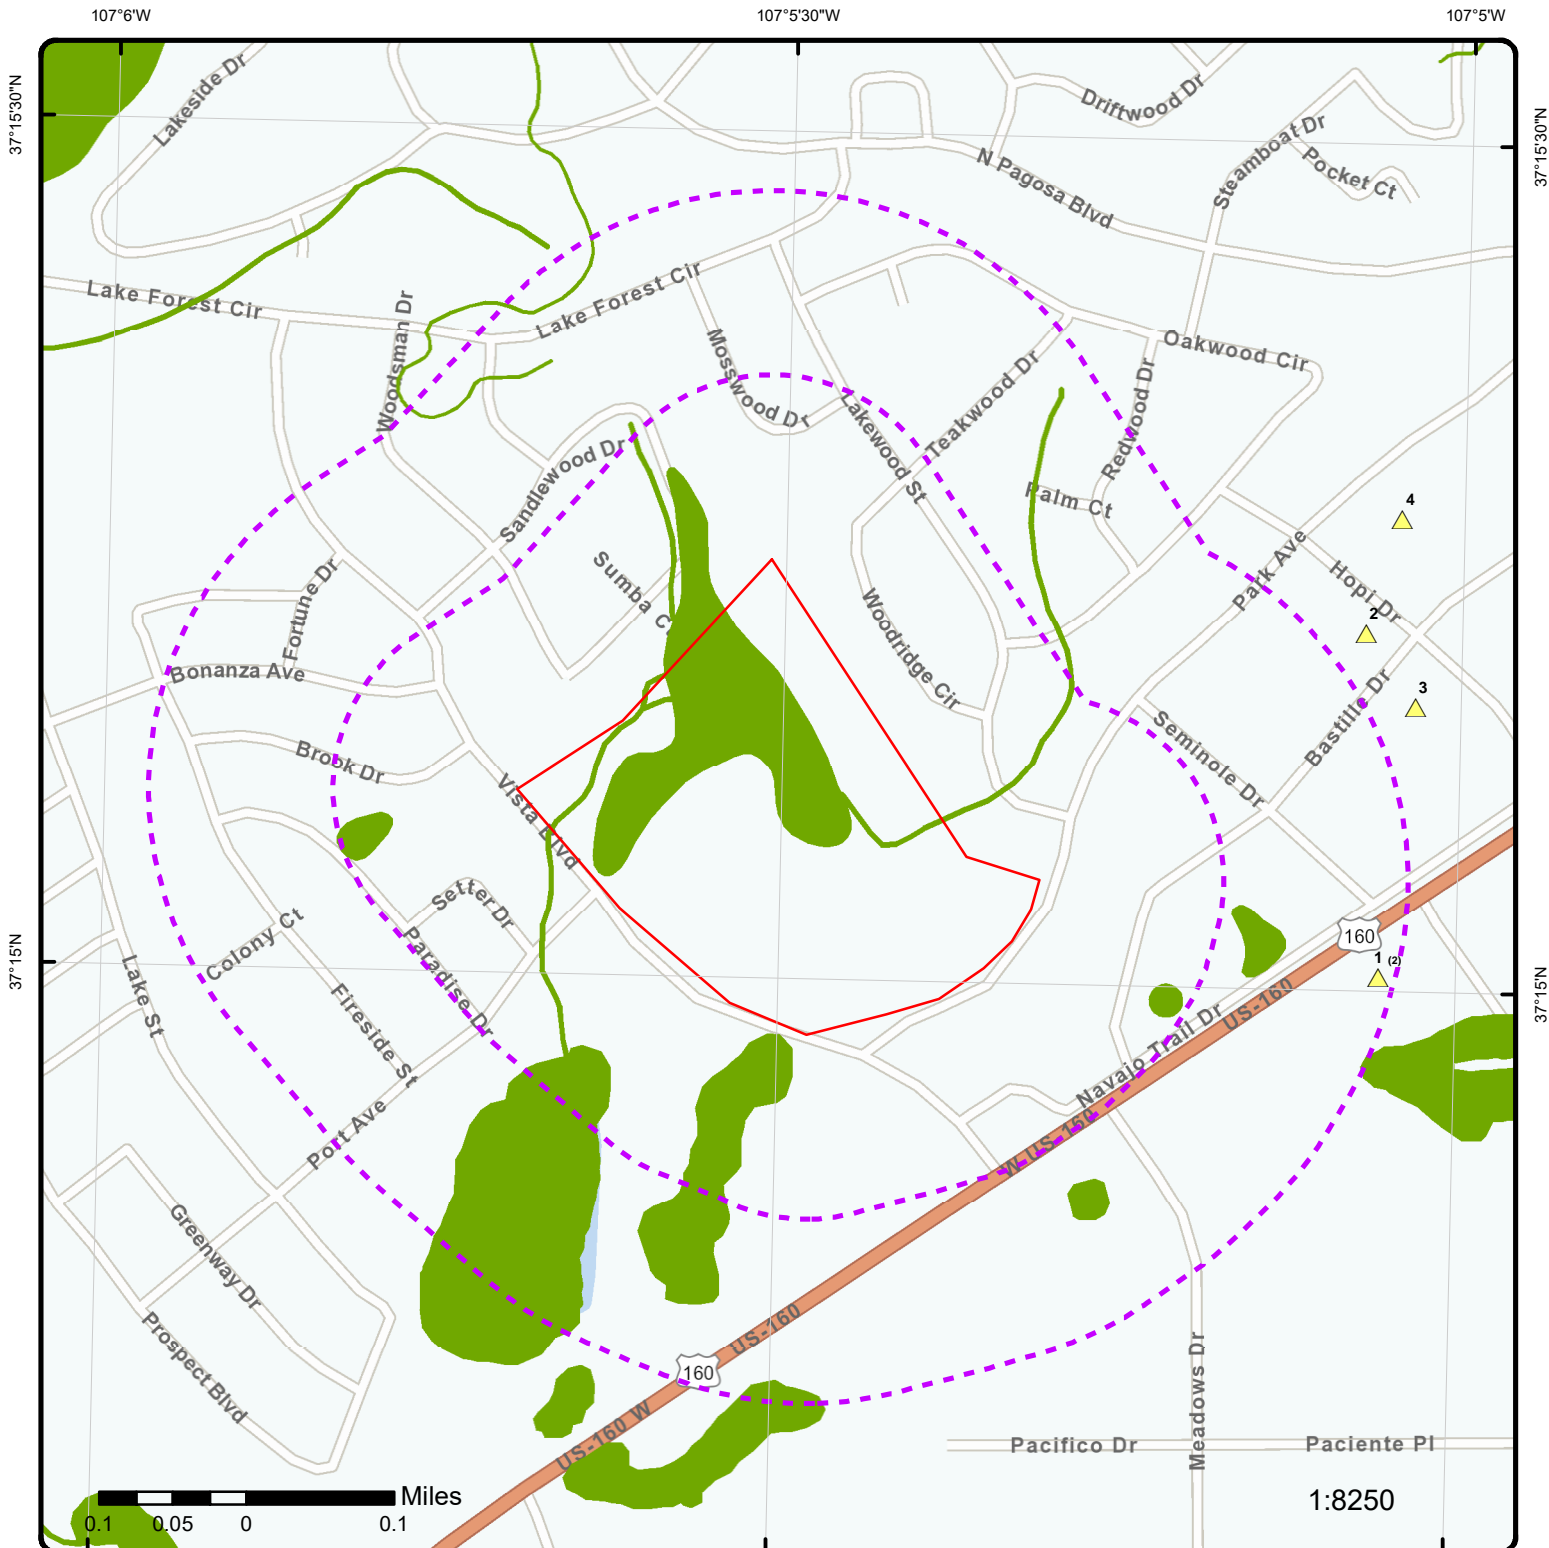 107°6'W
107°5'30"W
107°5'W
37°15'30"N
37°15'30"N
Lakeside Dr
Driftwood Dr
Steamboat Dr
Pocket Ct
N Pagosa Blvd
Lake Forest Cir
Lake Forest Cir
Woodsman Dr
Mosswood Dr
Oakwood Cir
Teakwood Dr
Redwood Dr
Lakewood St
Sandlewood Dr
Palm Ct
4
Park Ave
Hopi Dr
2
Fortune Dr
Sumba C
Woodridge Cir
Bonanza Ave
3
Bastille Dr
Seminole Dr
Brook Dr
Vista Blvd
Setter Dr
Colony Ct
Paradise Dr
160
1 (2)
37°15'N
37°15'N
Lake St
Fireside St
US-160
Navajo Trail Dr
Port Ave
W US-160
Greenway Dr
Prospect Blvd
US-160
160
US-160 W
Meadows Dr
Pacifico Dr
Paciente Pl
Miles
0.1 0.05 0 0.1
1:8250